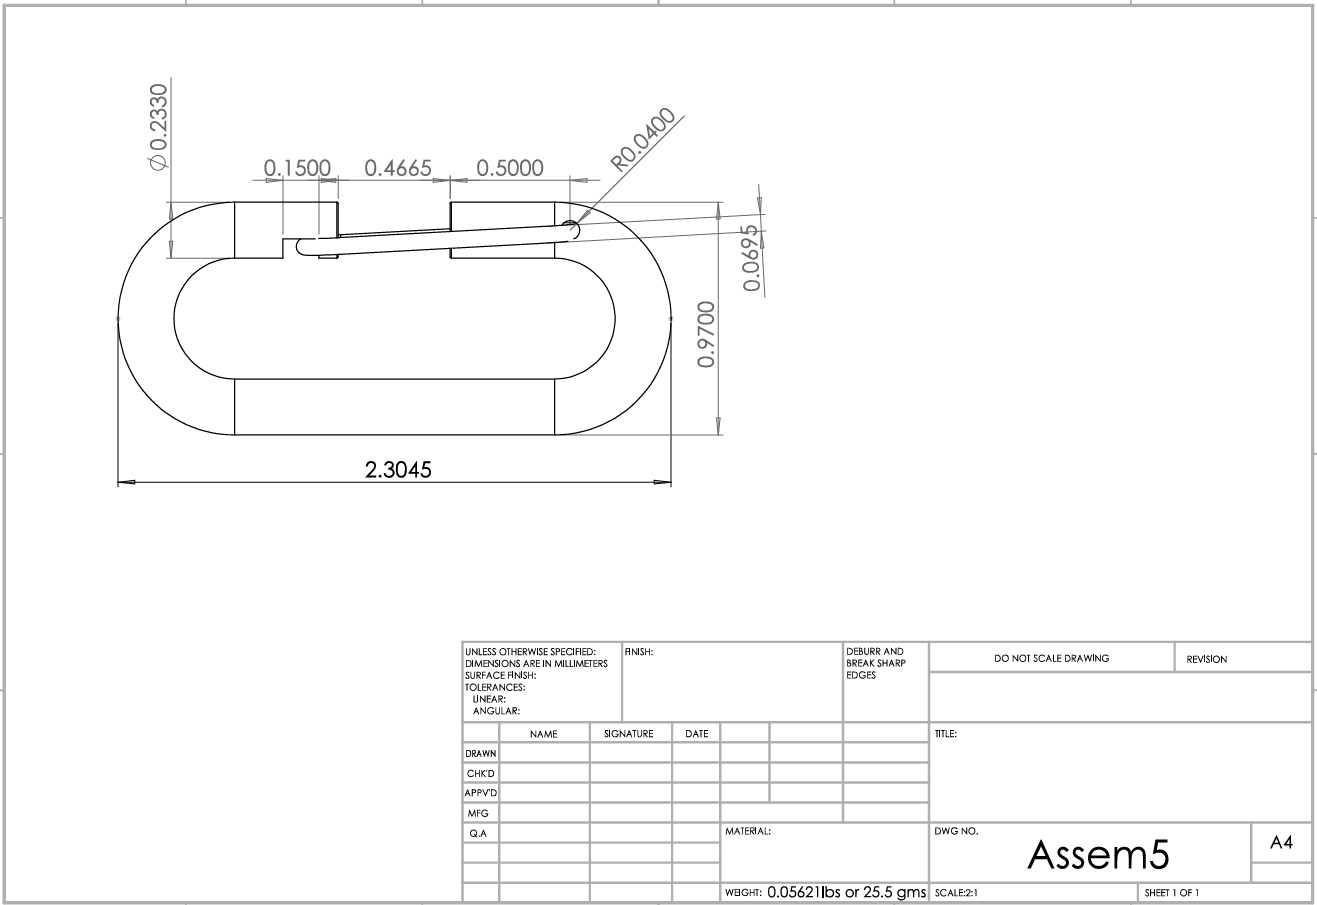 ∅0.2330
0.1500
0.4665
0.5000
R0.0400
0.0695
0.9700
2.3045
UNLESS OTHERWISE SPECIFIED:
DIMENSIONS ARE IN MILLIMETERS
SURFACE FINISH:
TOLERANCES:
LINEAR:
ANGULAR:
FINISH:
DEBURR AND
BREAK SHARP
EDGES
DO NOT SCALE DRAWING
REVISION
NAME
SIGNATURE
DATE
TITLE:
DRAWN
CHK'D
APPV'D
MFG
Q.A
MATERIAL:
DWG NO.
Assem5
A4
WEIGHT: 0.05621lbs or 25.5 gms
SCALE:2:1
SHEET 1 OF 1